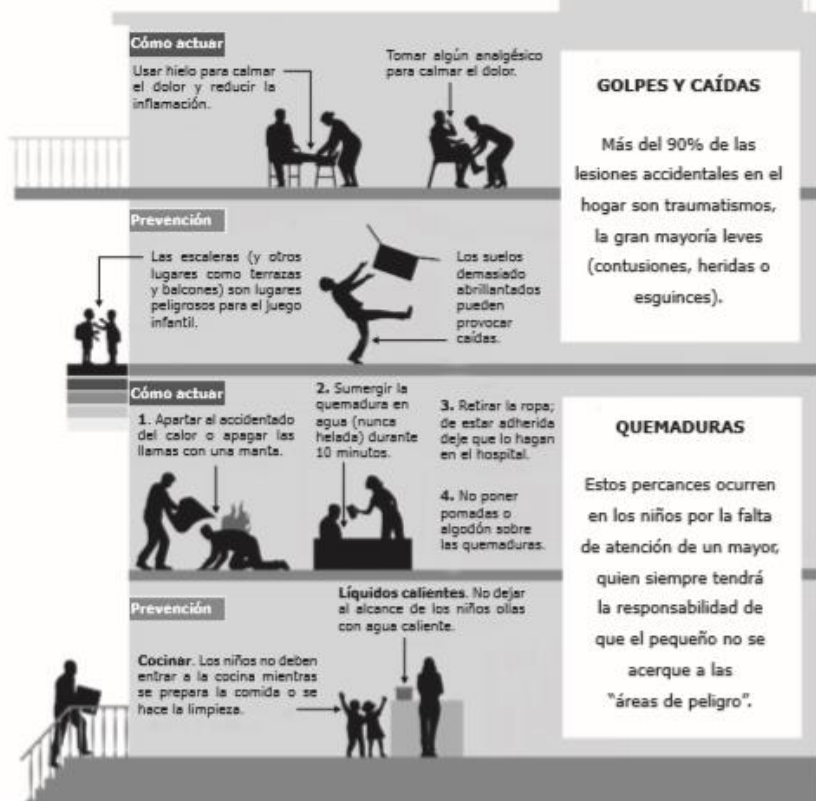 Cómo actuar
Usar hielo para calmar
el dolor y reducir la
inflamación.
Tomar algún analgésico
para calmar el dolor.
GOLPES Y CAÍDAS
Más del 90% de las
lesiones accidentales en el
hogar son traumatismos,
la gran mayoría leves
(contusiones, heridas o
esguinces).
Prevención
Las escaleras (y otros
lugares como terrazas
y balcones) son lugares
peligrosos para el juego
infantil.
Los suelos
demasiado
abrillantados
pueden
provocar
caídas.
Cómo actuar
1. Apartar al accidentado
del calor o apagar las
llamas con una manta.
2. Sumergir la
quemadura en
agua (nunca
helada) durante
10 minutos.
3. Retirar la ropa;
de estar adherida
deje que lo hagan
en el hospital.
4. No poner
pomadas o
algodón sobre
las quemaduras.
QUEMADURAS
Estos percances ocurren
en los niños por la falta
de atención de un mayor,
quien siempre tendrá
la responsabilidad de
que el pequeño no se
acerque a las
"áreas de peligro".
Prevención
Líquidos calientes. No dejar
al alcance de los niños ollas
con agua caliente.
Cocinar. Los niños no deben
entrar a la cocina mientras
se prepara la comida o se
hace la limpieza.